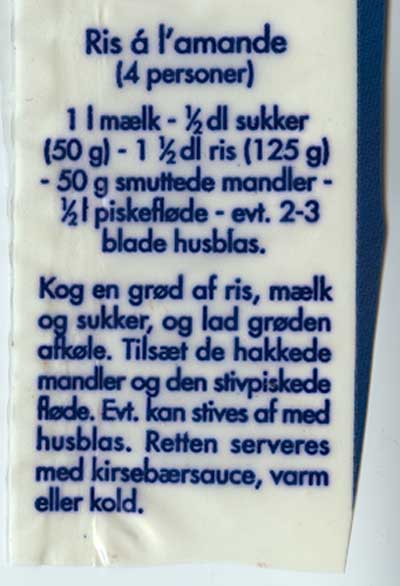 Ris á l'amande
(4 personer)
1 l mælk - ½ dl sukker
(50 g) - 1 ½ dl ris (125 g)
- 50 g smuttede mandler -
½ l piskefløde - evt. 2-3
blade husblas.
Kog en grød af ris, mælk
og sukker, og lad grøden
afkøle. Tilsæt de hakkede
mandler og den stivpiskede
fløde. Evt. kan stives af med
husblas. Retten serveres
med kirsebærsauce, varm
eller kold.